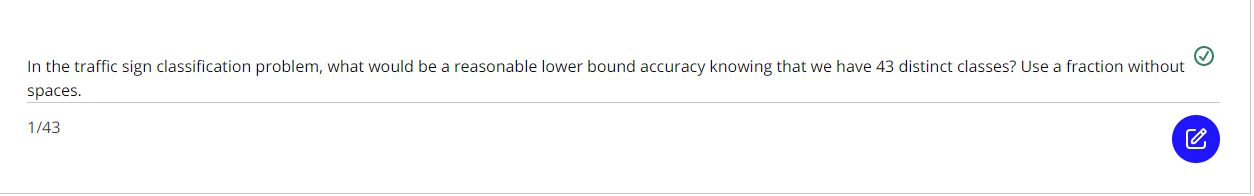 In the traffic sign classification problem, what would be a reasonable lower bound accuracy knowing that we have 43 distinct classes? Use a fraction without
spaces.
1/43